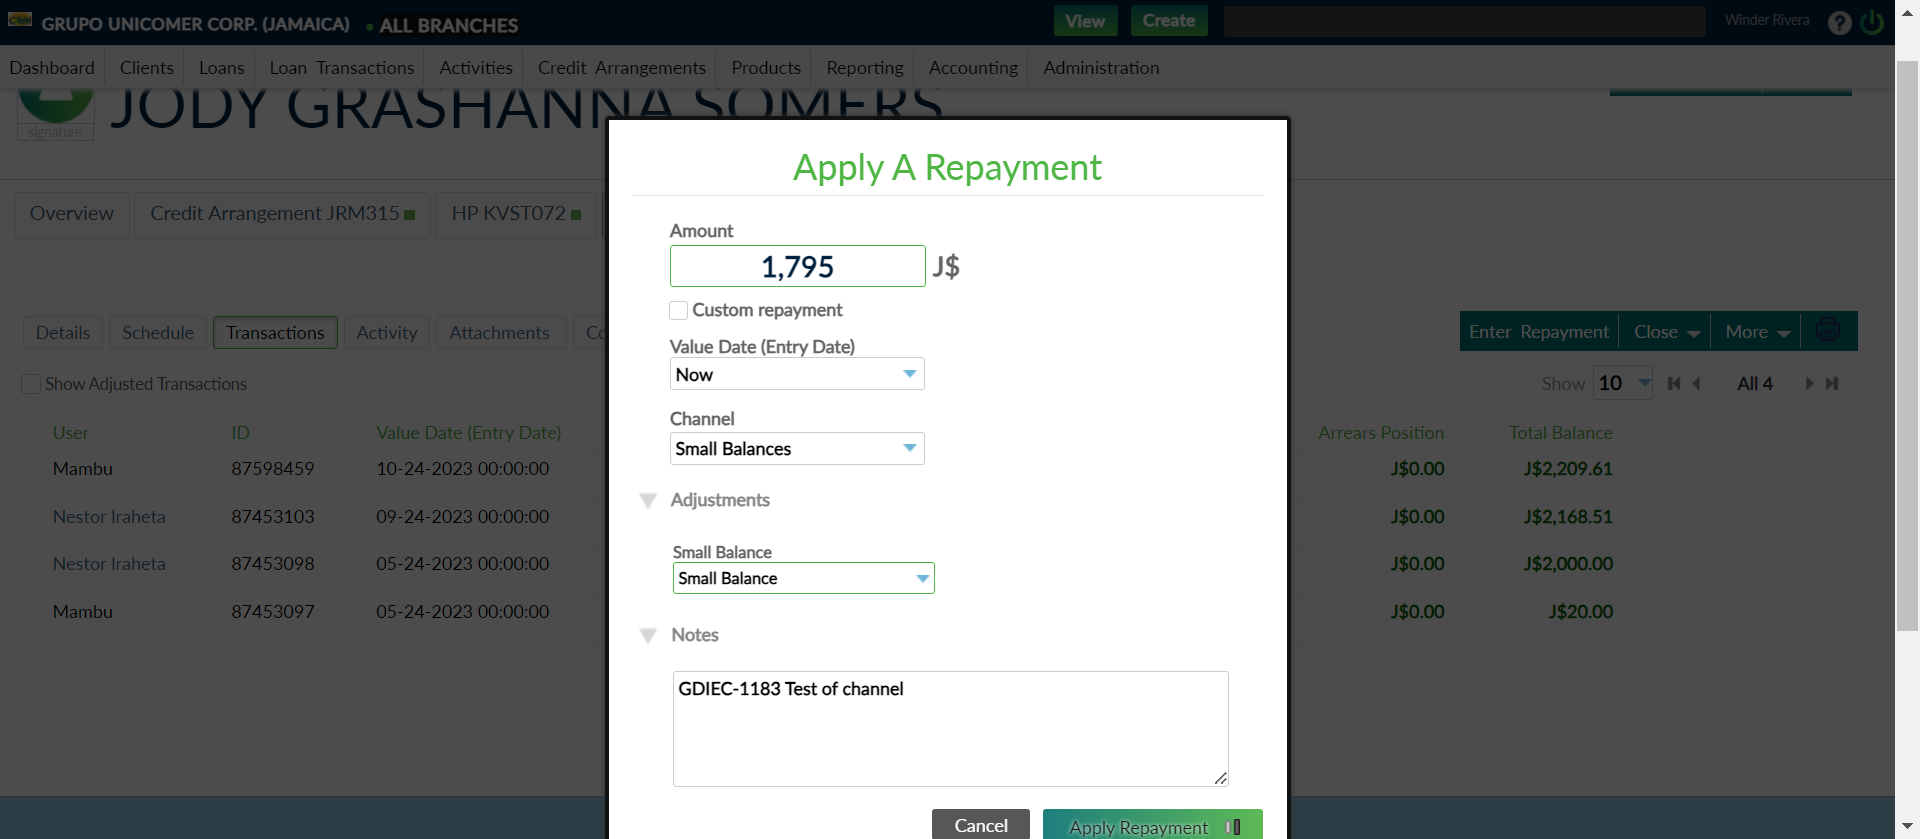 GRUPO UNICOMER CORP. (JAMAICA) ALL BRANCHES View Create Winder Rivera ?
Dashboard Clients Loans Loan Transactions Activities Credit Arrangements Products Reporting Accounting Administration
JODY GRASHANNA SOMERS
signature
Overview Credit Arrangement JRM315 HP KVST072
Details Schedule Transactions Activity Attachments Co
Enter Repayment Close More
Show Adjusted Transactions
Show 10 All 4
User ID Value Date (Entry Date) Arrears Position Total Balance
Mambu 87598459 10-24-2023 00:00:00 J$0.00 J$2,209.61
Nestor Iraheta 87453103 09-24-2023 00:00:00 J$0.00 J$2,168.51
Nestor Iraheta 87453098 05-24-2023 00:00:00 J$0.00 J$2,000.00
Mambu 87453097 05-24-2023 00:00:00 J$0.00 J$20.00
Apply A Repayment
Amount
1,795 J$
Custom repayment
Value Date (Entry Date)
Now
Channel
Small Balances
Adjustments
Small Balance
Small Balance
Notes
GDIEC-1183 Test of channel
Cancel Apply Repayment